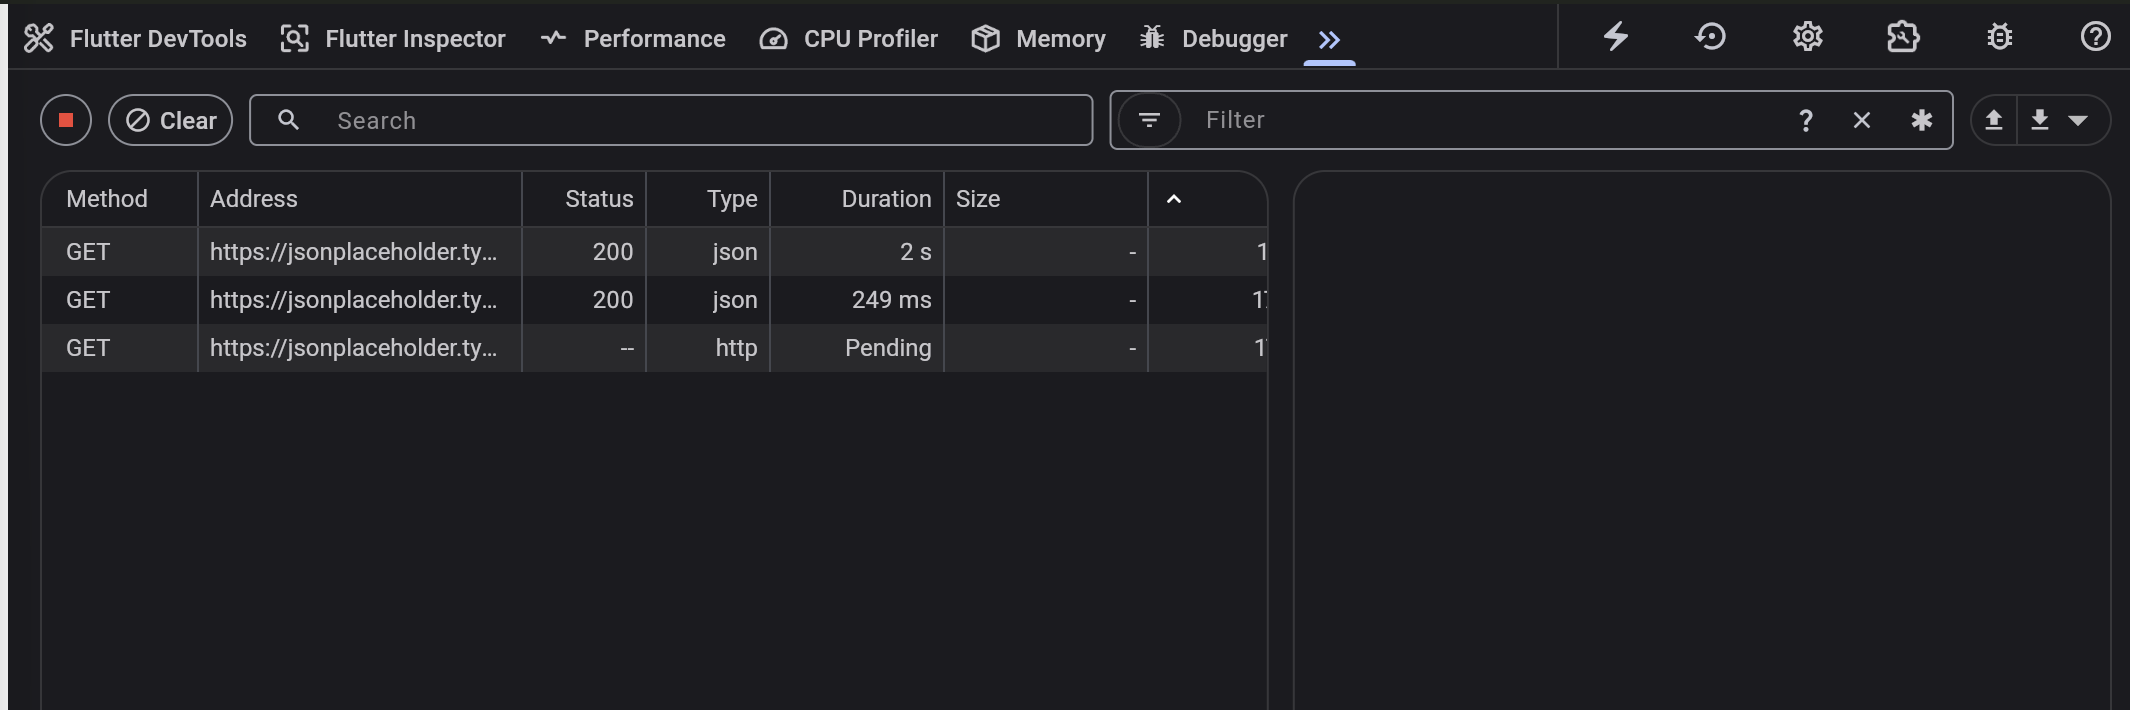 Flutter DevTools Flutter Inspector Performance CPU Profiler Memory Debugger
Clear Search Filter ?
Method Address Status Type Duration Size
GET https://jsonplaceholder.ty... 200 json 2 s -
GET https://jsonplaceholder.ty... 200 json 249 ms -
GET https://jsonplaceholder.ty... -- http Pending -